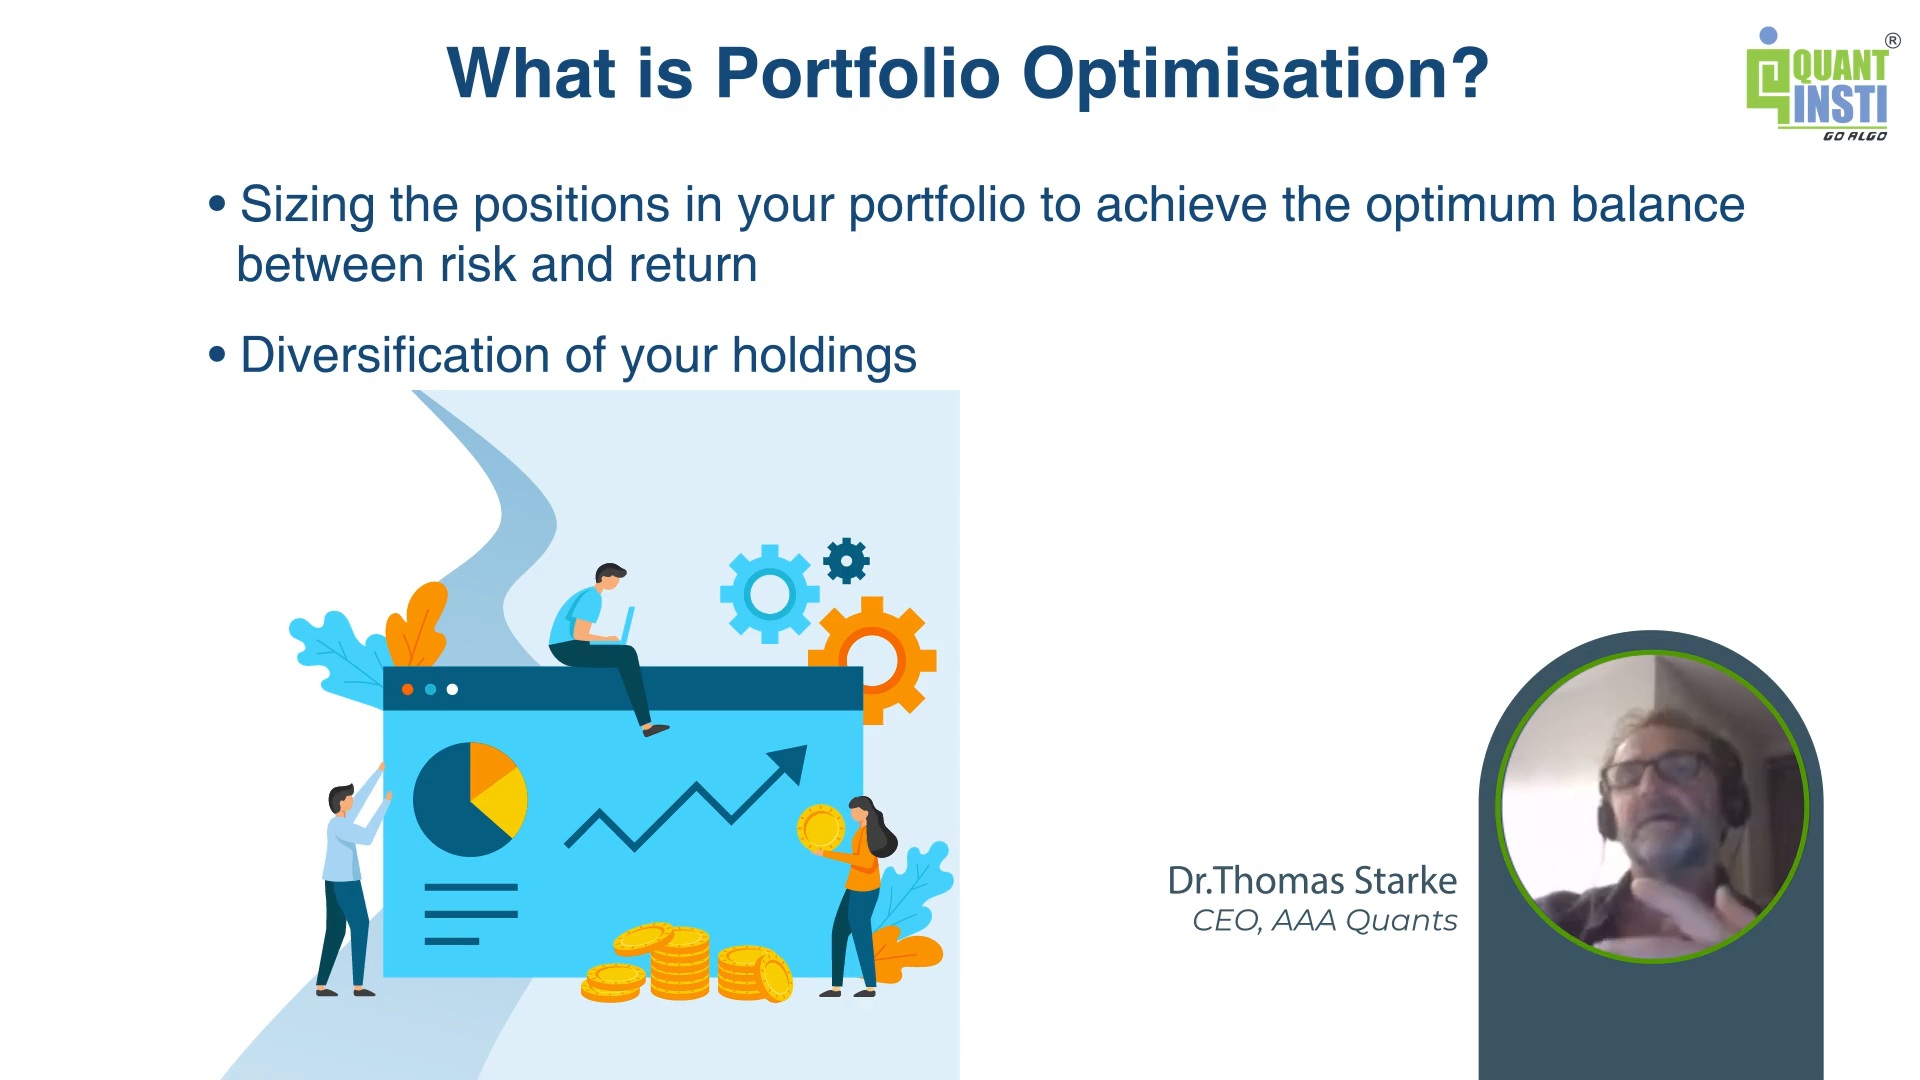 What is Portfolio Optimisation?
®
QUANT
INSTI
GO ALGO
• Sizing the positions in your portfolio to achieve the optimum balance
between risk and return
• Diversification of your holdings
Dr.Thomas Starke
CEO, AAA Quants